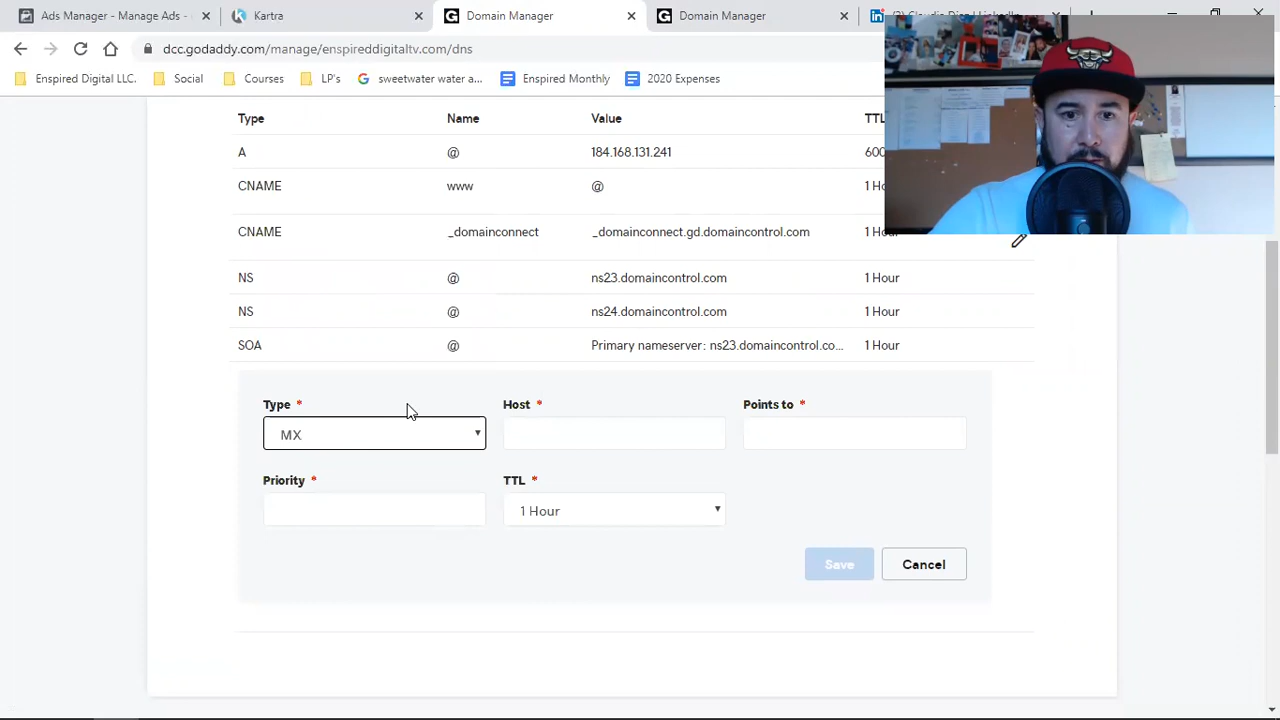 Ads Manager - Manage Ads
Kartra
Domain Manager
Domain Manager
dcc.godaddy.com/manage/enspireddigitaltv.com/dns
Enspired Digital LLC.
Social
Courses
LP's
Enspired Monthly
2020 Expenses
Type Name Value TTL
A @ 184.168.131.241 600
CNAME www @ 1 Hour
CNAME _domainconnect _domainconnect.gd.domaincontrol.com 1 Hour
NS @ ns23.domaincontrol.com 1 Hour
NS @ ns24.domaincontrol.com 1 Hour
SOA @ Primary nameserver: ns23.domaincontrol.co... 1 Hour
Type * Host * Points to *
MX
Priority * TTL *
1 Hour
Save Cancel